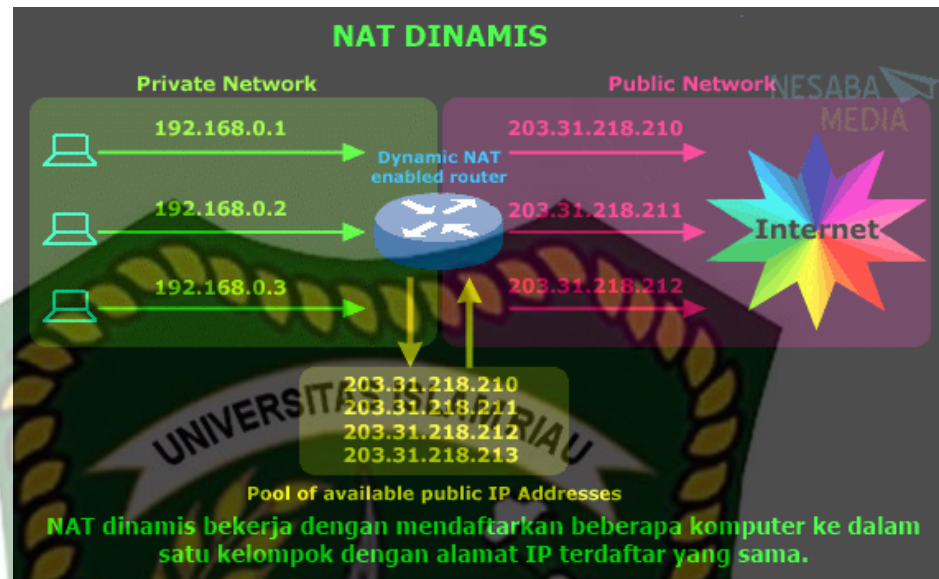 NAT DINAMIS
Private Network
Public Network
NESABA
MEDIA
192.168.0.1
203.31.218.210
Dynamic NAT
enabled router
192.168.0.2
203.31.218.211
Internet
192.168.0.3
203.31.218.212
203.31.218.210
203.31.218.211
203.31.218.212
203.31.218.213
UNIVERSITAS ISLAM RIAU
Pool of available public IP Addresses
NAT dinamis bekerja dengan mendaftarkan beberapa komputer ke dalam
satu kelompok dengan alamat IP terdaftar yang sama.